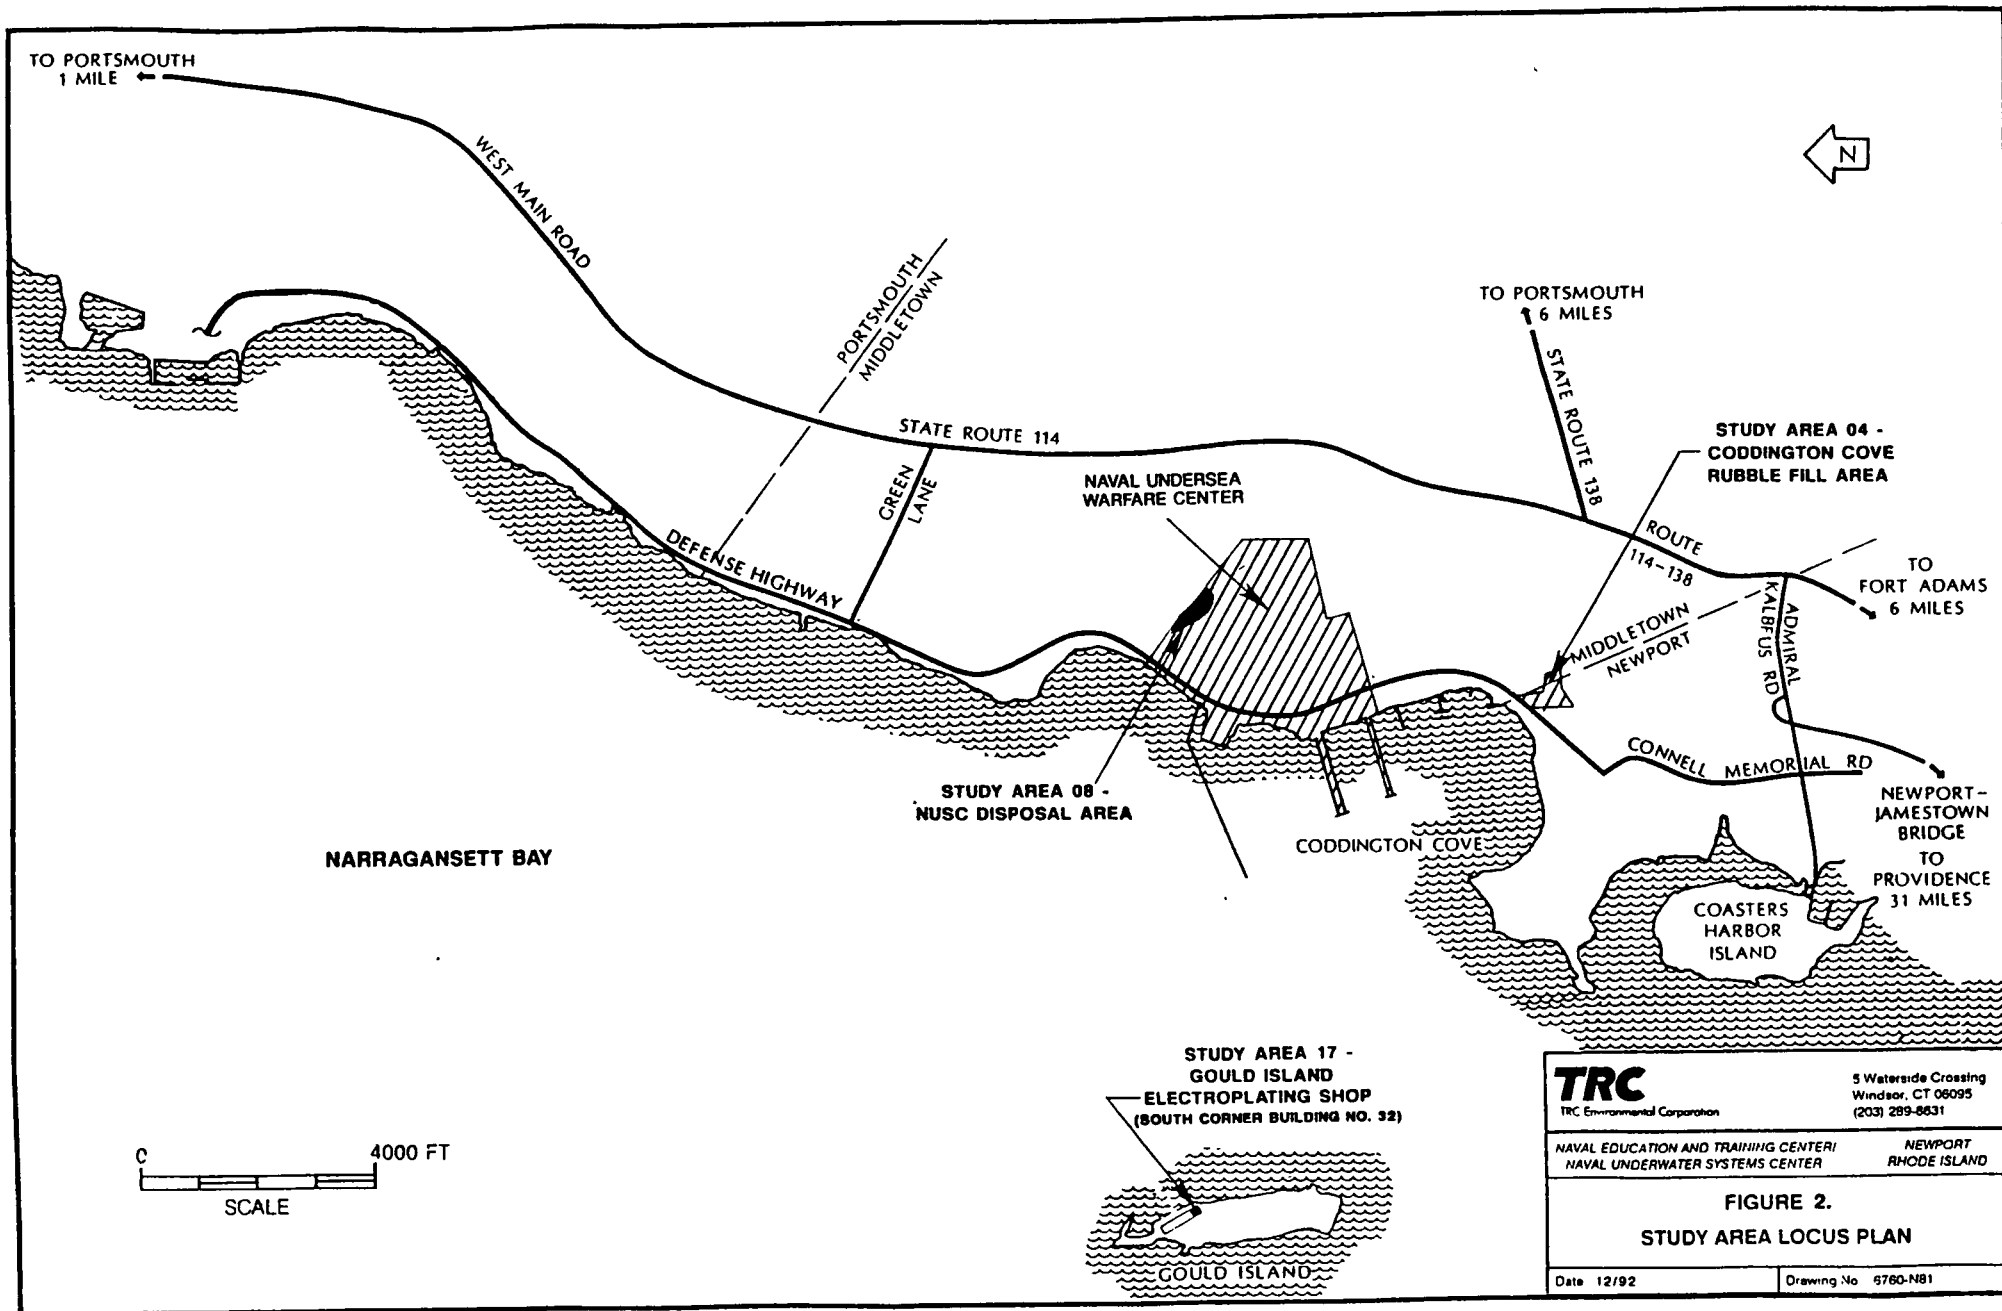 TO PORTSMOUTH
1 MILE
N
WEST MAIN ROAD
PORTSMOUTH
MIDDLETOWN
TO PORTSMOUTH
6 MILES
STATE ROUTE 138
STATE ROUTE 114
GREEN
LANE
NAVAL UNDERSEA
WARFARE CENTER
STUDY AREA 04 -
CODDINGTON COVE
RUBBLE FILL AREA
ROUTE
114-138
DEFENSE HIGHWAY
TO
FORT ADAMS
6 MILES
MIDDLETOWN
NEWPORT
ADMIRAL
KALBFUS RD
CONNELL MEMORIAL RD
STUDY AREA 08 -
NUSC DISPOSAL AREA
CODDINGTON COVE
NEWPORT-
JAMESTOWN
BRIDGE
TO
PROVIDENCE
31 MILES
NARRAGANSETT BAY
COASTERS
HARBOR
ISLAND
STUDY AREA 17 -
GOULD ISLAND
ELECTROPLATING SHOP
(SOUTH CORNER BUILDING NO. 32)
GOULD ISLAND
0 4000 FT
SCALE
TRC
TRC Environmental Corporation
5 Waterside Crossing
Windsor, CT 06095
(203) 289-8631
NAVAL EDUCATION AND TRAINING CENTER/
NAVAL UNDERWATER SYSTEMS CENTER
NEWPORT
RHODE ISLAND
FIGURE 2.
STUDY AREA LOCUS PLAN
Date 12/92
Drawing No 6760-N81